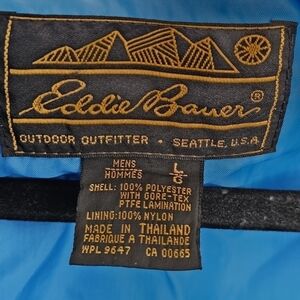 Eddie Bauer®
OUTDOOR OUTFITTER • SEATTLE, U.S.A.
MENS
HOMMES
L
G
SHELL: 100% POLYESTER
WITH GORE-TEX
PTFE LAMINATION
LINING: 100% NYLON
MADE IN THAILAND
FABRIQUE A THAILANDE
WPL 9647 CA 00665